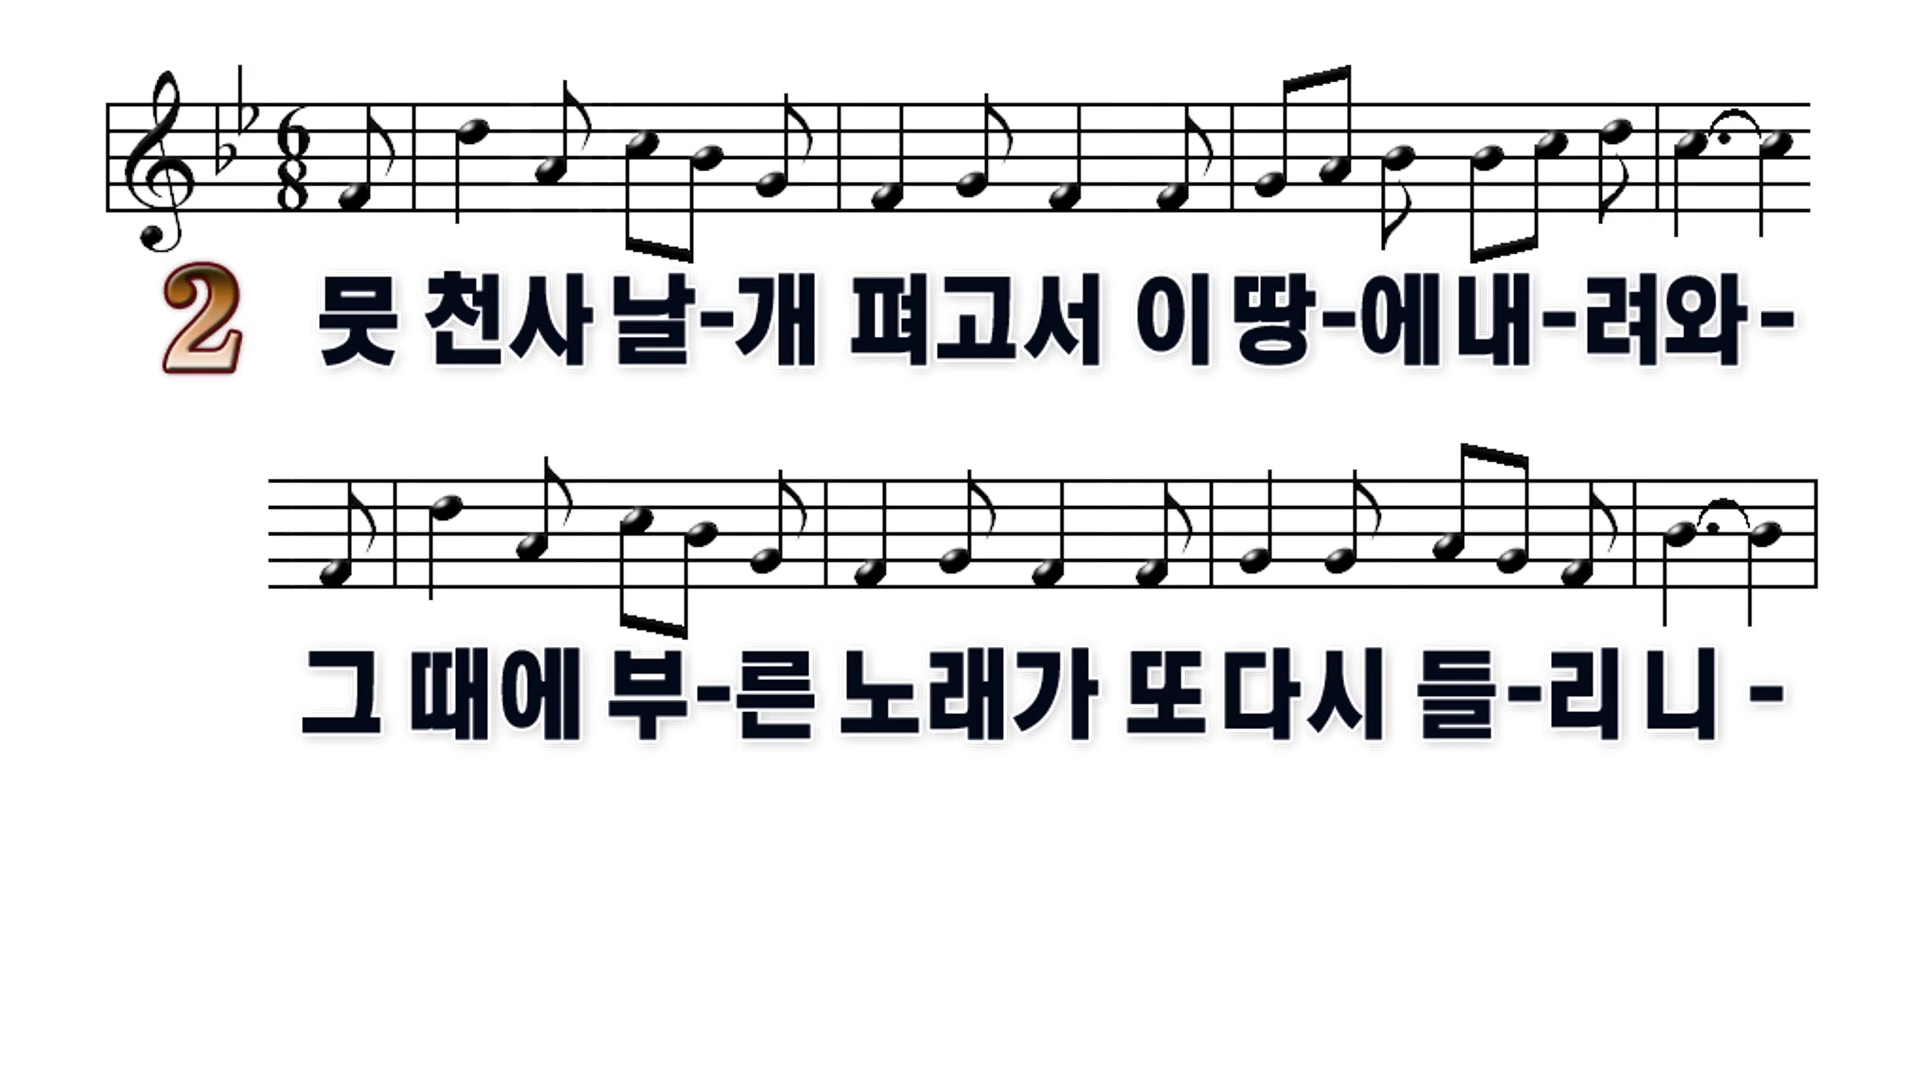 2 뭇 천사 날-개 펴고서 이 땅-에 내-려와-
그 때에 부-른 노래가 또 다시 들-리니-